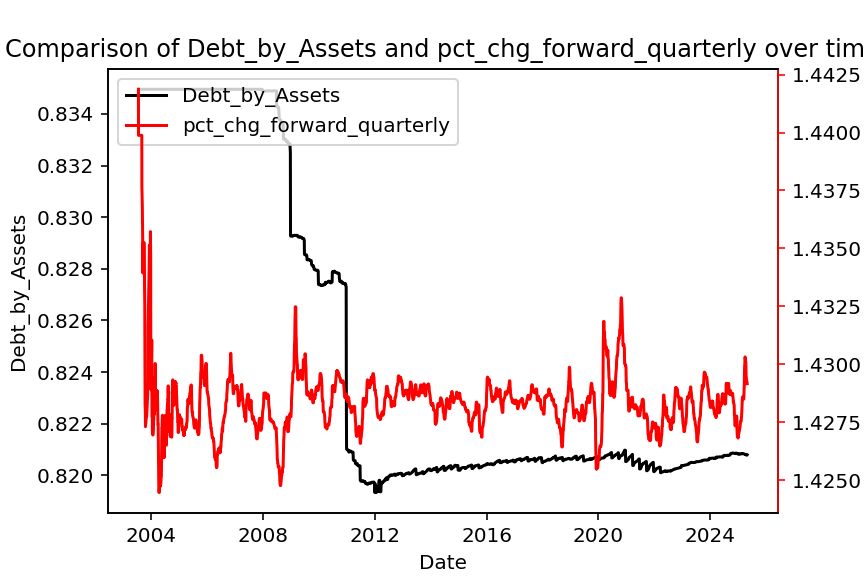 Comparison of Debt_by_Assets and pct_chg_forward_quarterly over tim
Debt_by_Assets
pct_chg_forward_quarterly
Debt_by_Assets
0.834
0.832
0.830
0.828
0.826
0.824
0.822
0.820
1.4425
1.4400
1.4375
1.4350
1.4325
1.4300
1.4275
1.4250
2004 2008 2012 2016 2020 2024
Date